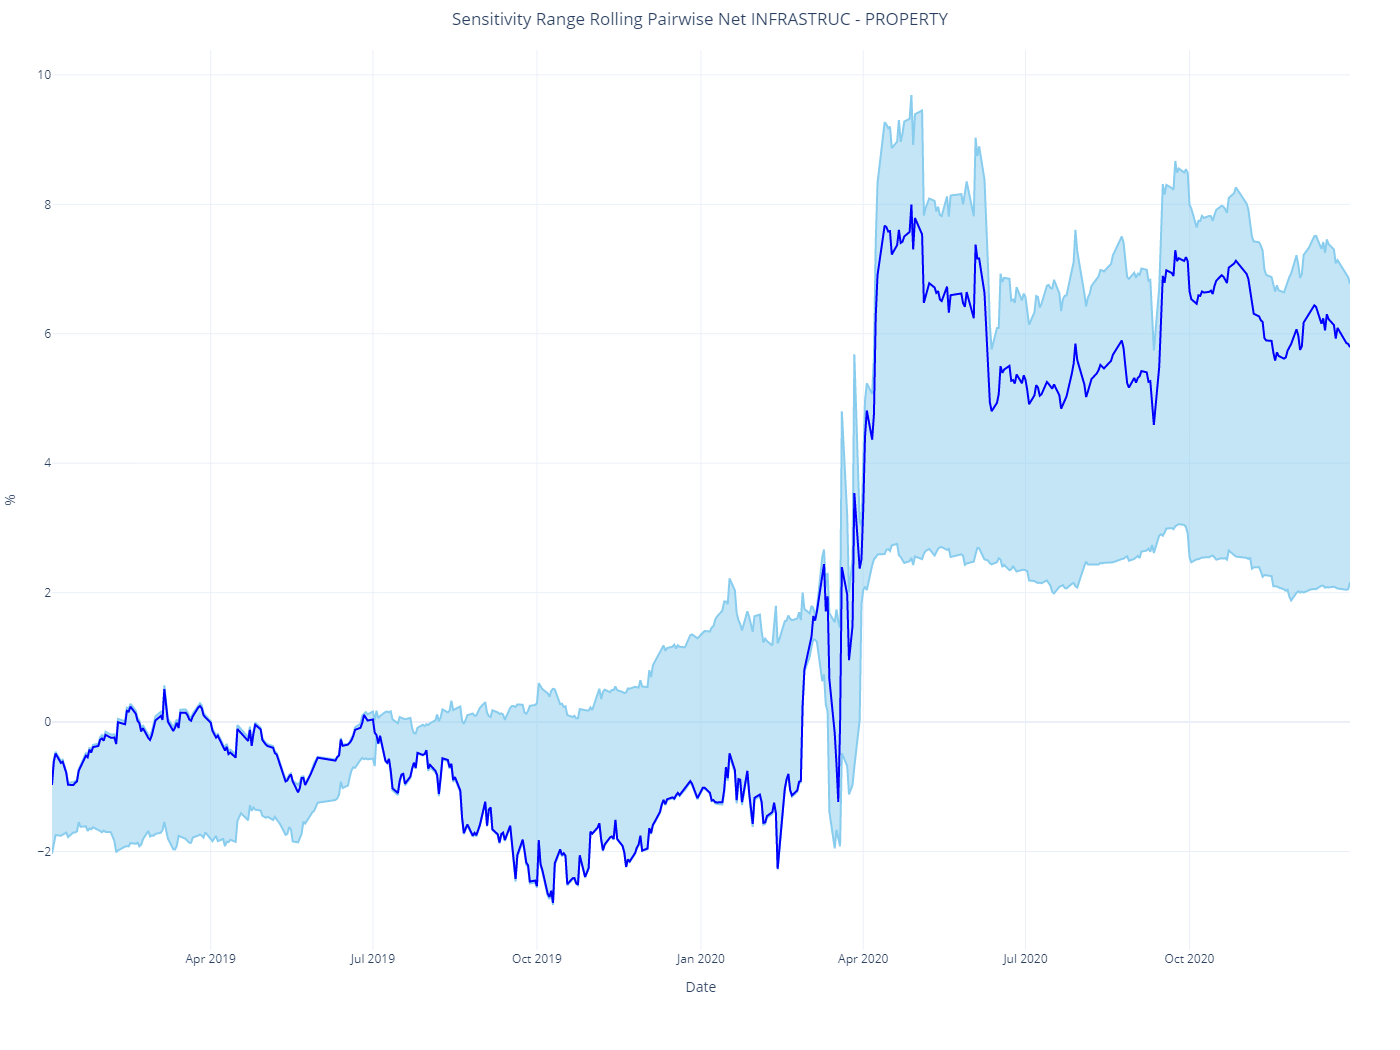 Sensitivity Range Rolling Pairwise Net INFRASTRUC - PROPERTY
10
8
6
4
2
0
−2
%
Apr 2019 Jul 2019 Oct 2019 Jan 2020 Apr 2020 Jul 2020 Oct 2020
Date